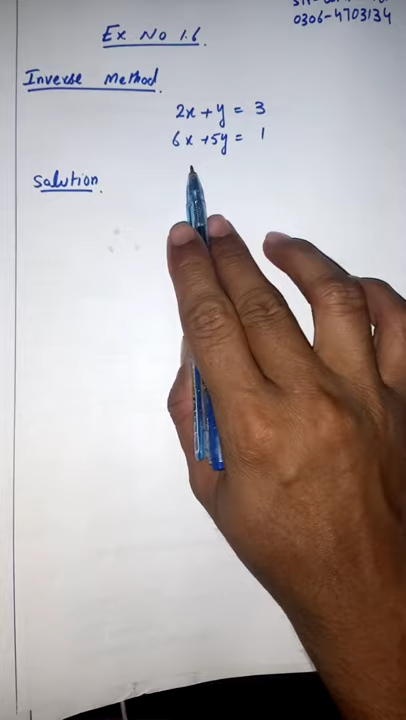 0306-4703134
Ex No 1.6.
Inverse Method.
2x + y = 3
6x + 5y = 1
Solution.